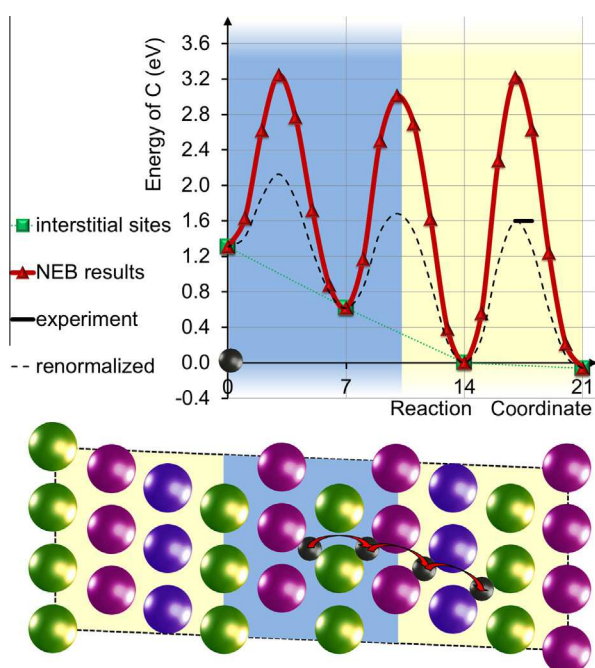 Energy of C (eV)
3.6
3.2
2.8
2.4
2.0
1.6
1.2
0.8
0.4
0.0
-0.4
0
7
14
21
Reaction Coordinate
interstitial sites
NEB results
experiment
renormalized